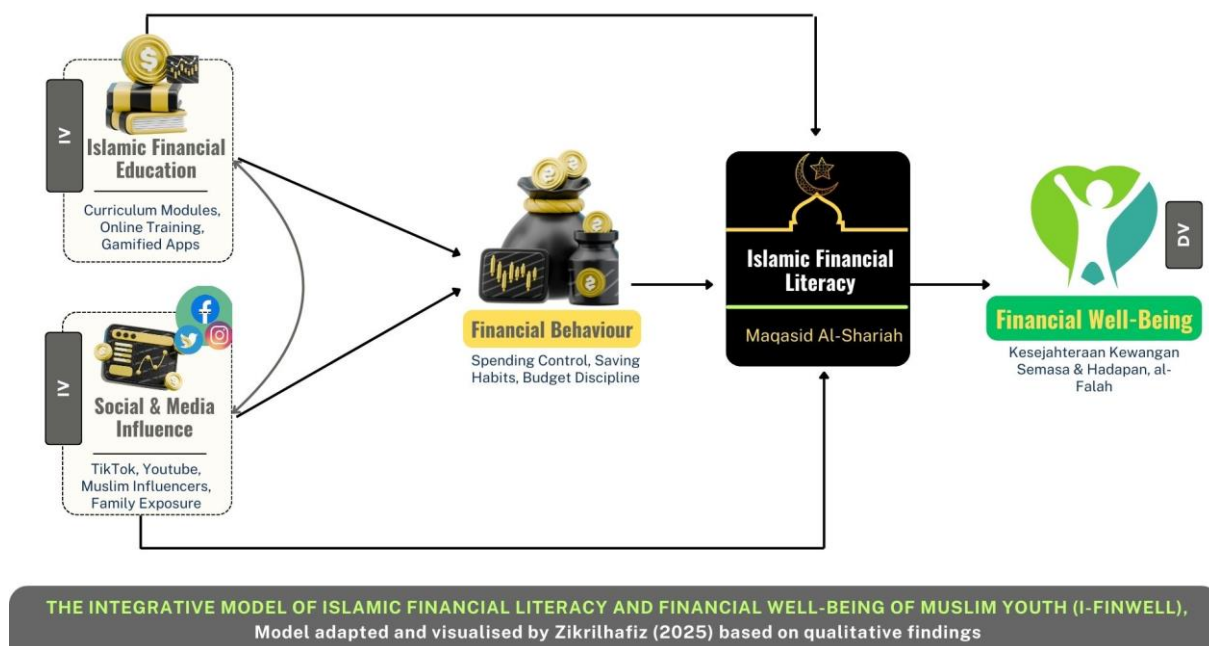 IV
Islamic Financial
Education
Curriculum Modules,
Online Training,
Gamified Apps
IV
Social & Media
Influence
TikTok, Youtube,
Muslim Influencers,
Family Exposure
Financial Behaviour
Spending Control, Saving
Habits, Budget Discipline
Islamic Financial
Literacy
Maqasid Al-Shariah
DV
Financial Well-Being
Kesejahteraan Kewangan
Semasa & Hadapan, al-
Falah
THE INTEGRATIVE MODEL OF ISLAMIC FINANCIAL LITERACY AND FINANCIAL WELL-BEING OF MUSLIM YOUTH (I-FINWELL),
Model adapted and visualised by Zikrilhafiz (2025) based on qualitative findings